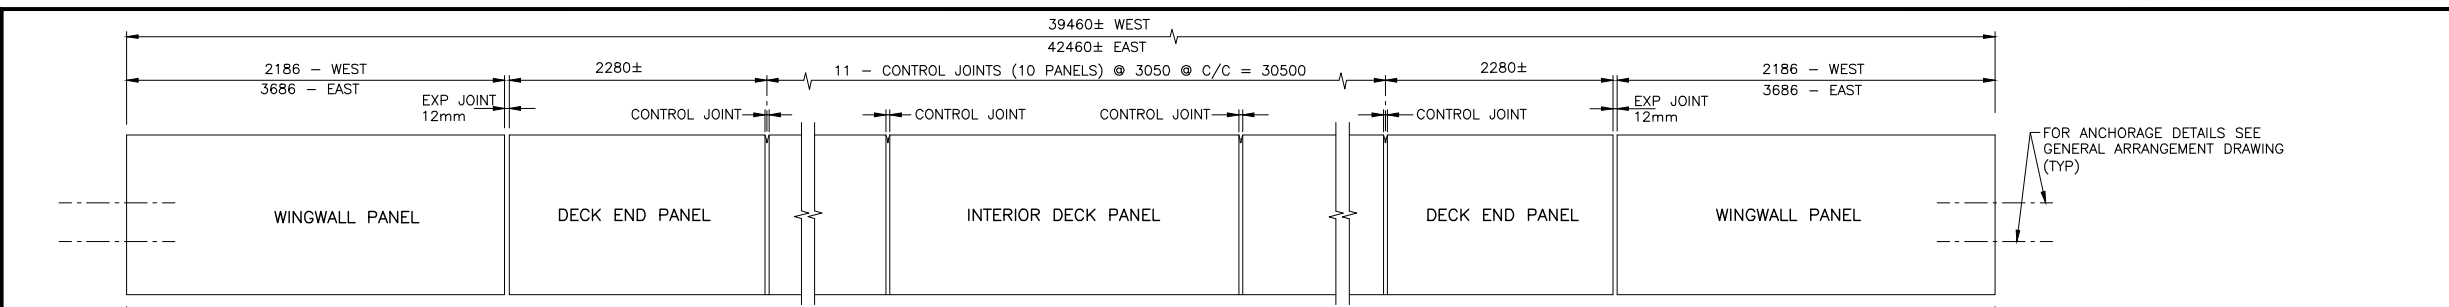 39460± WEST
42460± EAST
2186 – WEST
3686 – EAST
2280±
11 – CONTROL JOINTS (10 PANELS) @ 3050 @ C/C = 30500
2280±
2186 – WEST
3686 – EAST
EXP JOINT
12mm
CONTROL JOINT
CONTROL JOINT
CONTROL JOINT
CONTROL JOINT
EXP JOINT
12mm
FOR ANCHORAGE DETAILS SEE
GENERAL ARRANGEMENT DRAWING
(TYP)
WINGWALL PANEL
DECK END PANEL
INTERIOR DECK PANEL
DECK END PANEL
WINGWALL PANEL